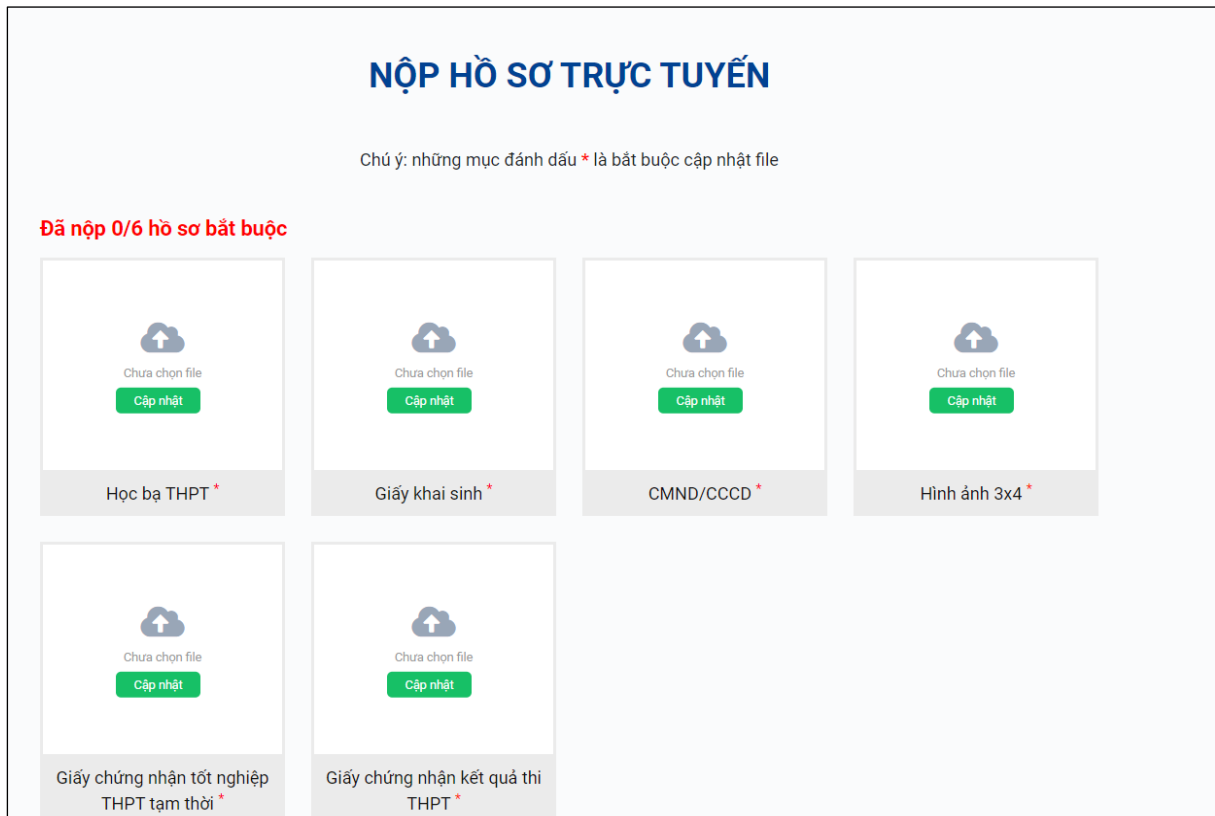 NỘP HỒ SƠ TRỰC TUYẾN
Chú ý: những mục đánh dấu * là bắt buộc cập nhật file
Đã nộp 0/6 hồ sơ bắt buộc
Chưa chọn file
Cập nhật
Học bạ THPT *
Chưa chọn file
Cập nhật
Giấy khai sinh *
Chưa chọn file
Cập nhật
CMND/CCCD *
Chưa chọn file
Cập nhật
Hình ảnh 3x4 *
Chưa chọn file
Cập nhật
Giấy chứng nhận tốt nghiệp
THPT tạm thời *
Chưa chọn file
Cập nhật
Giấy chứng nhận kết quả thi
THPT *